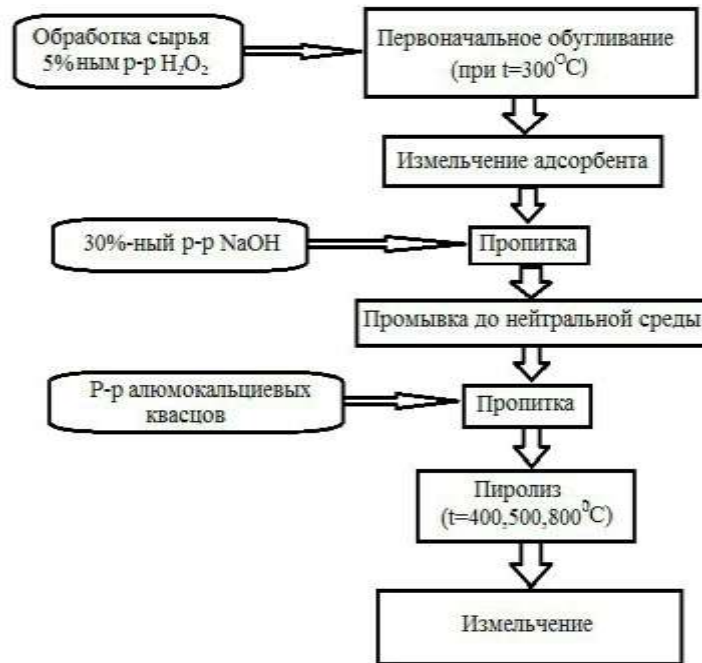 Обработка сырья
5%ным р-р H₂O₂
Первоначальное обугливание
(при t=300°C)
Измельчение адсорбента
30%-ный р-р NaOH
Пропитка
Промывка до нейтральной среды
Р-р алюмокальциевых
квасцов
Пропитка
Пиролиз
(t=400,500,800°C)
Измельчение